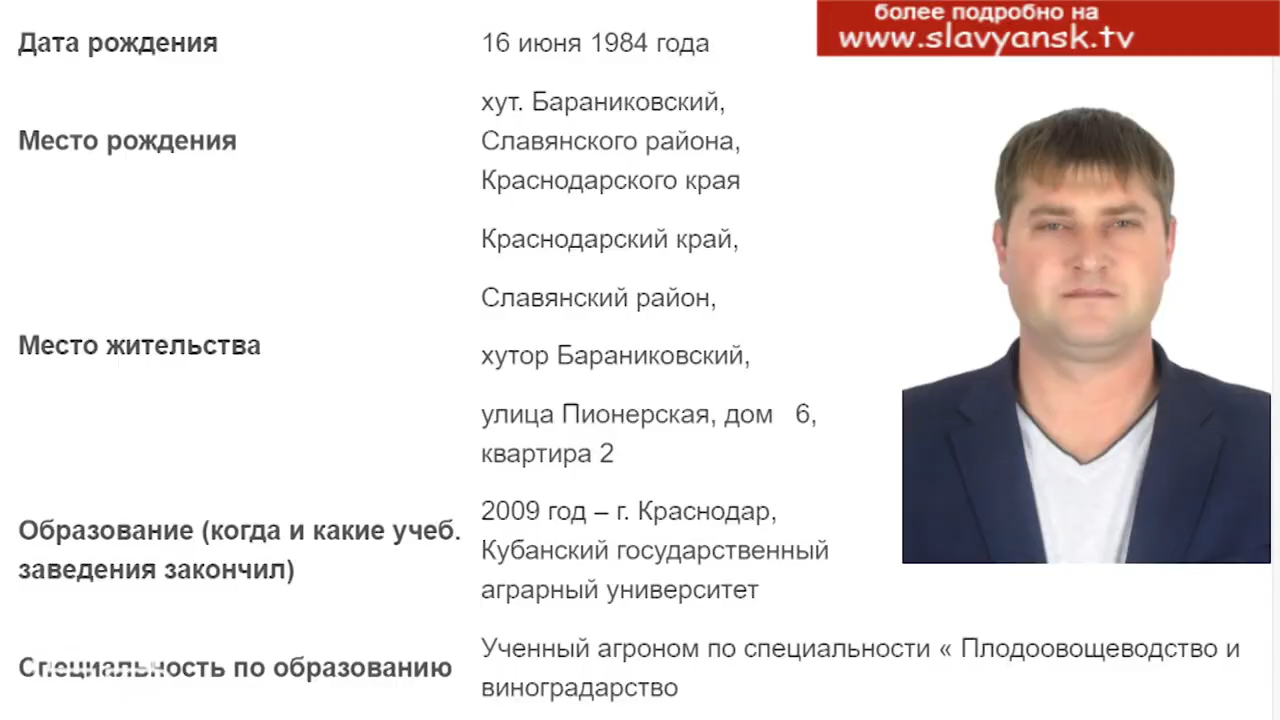 более подробно на
www.slavyansk.tv
Дата рождения
16 июня 1984 года
Место рождения
хут. Бараниковский,
Славянского района,
Краснодарского края
Место жительства
Краснодарский край,
Славянский район,
хутор Бараниковский,
улица Пионерская, дом 6,
квартира 2
Образование (когда и какие учеб.
заведения закончил)
2009 год – г. Краснодар,
Кубанский государственный
аграрный университет
Специальность по образованию
Ученный агроном по специальности « Плодоовощеводство и
виноградарство